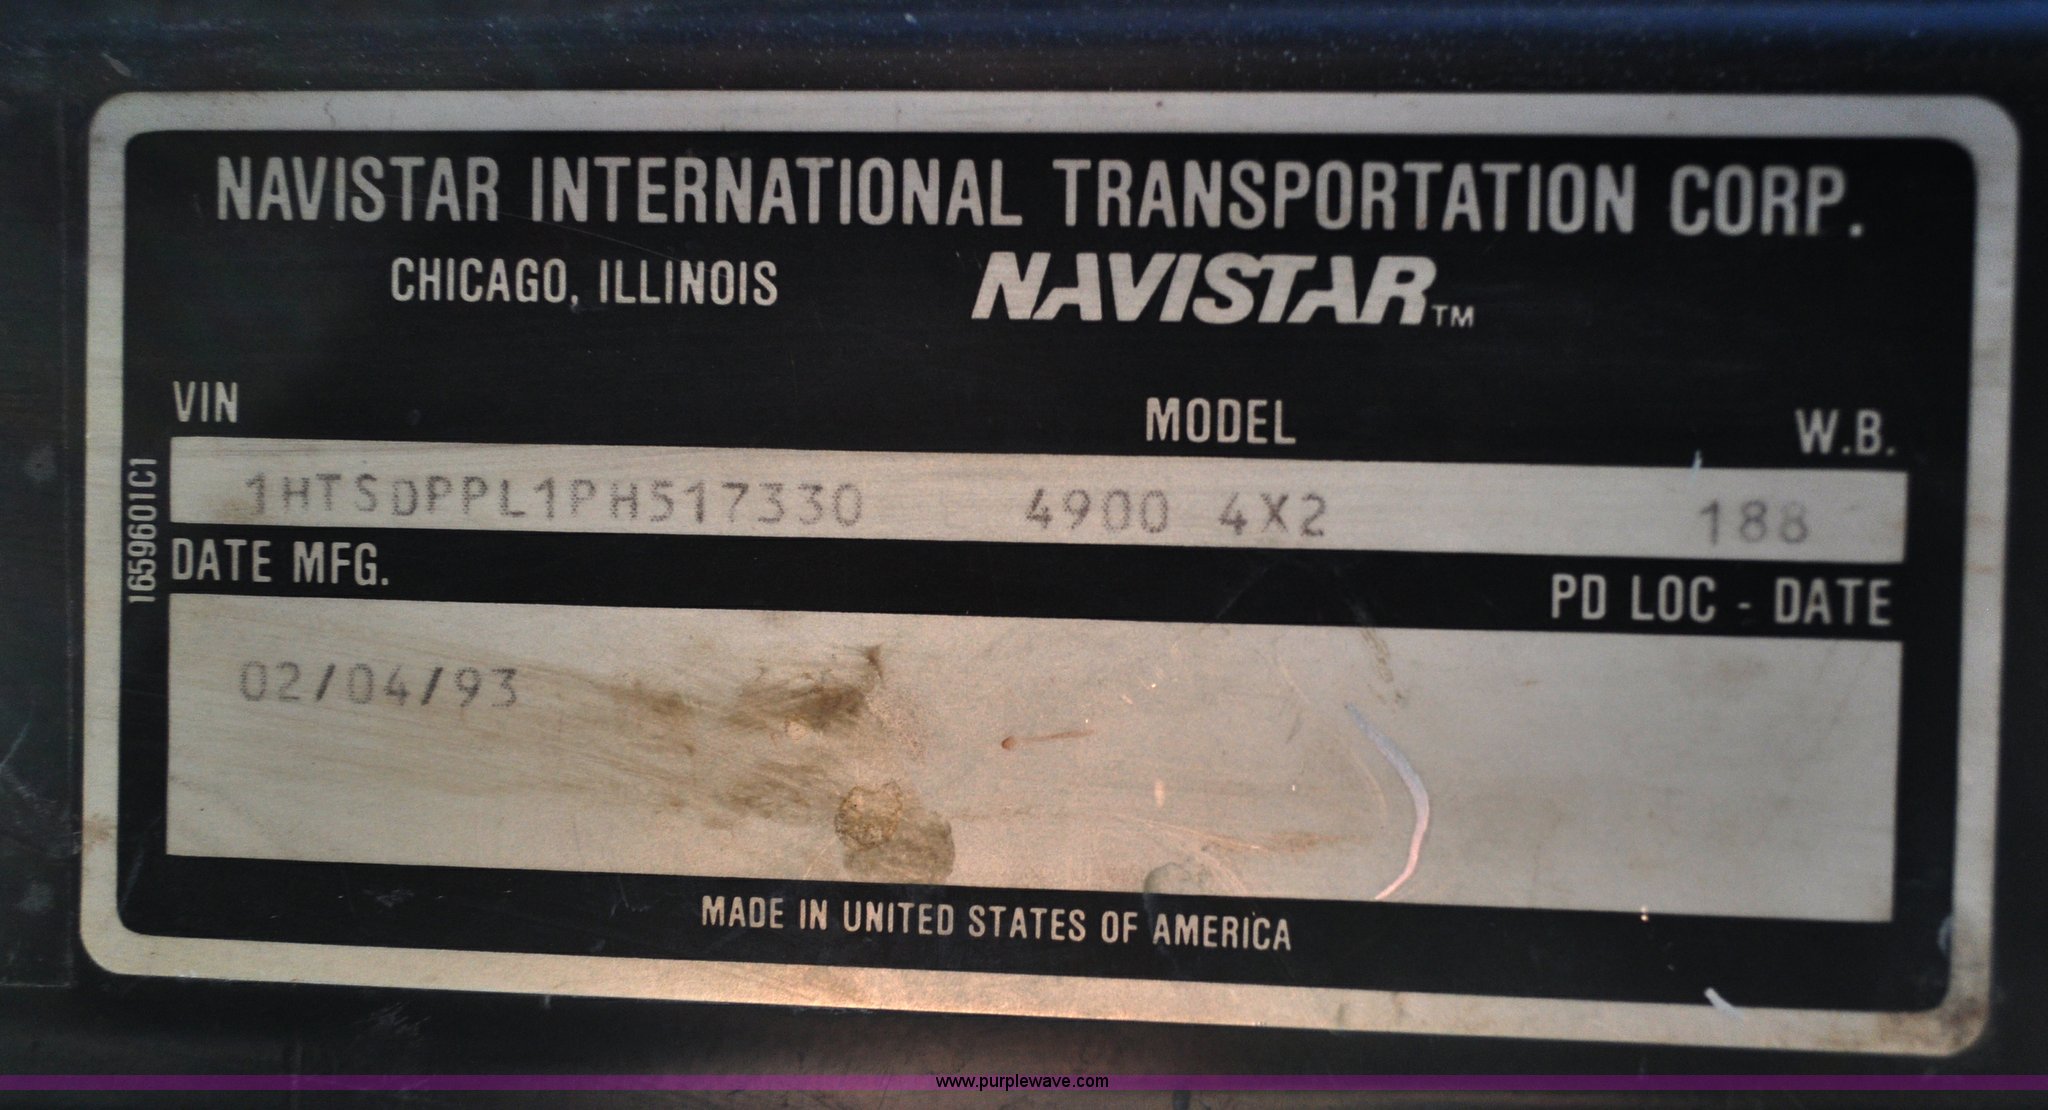 NAVISTAR INTERNATIONAL TRANSPORTATION CORP.
CHICAGO, ILLINOIS NAVISTAR™
VIN MODEL W.B.
1HTSDPPL1PH517330 4900 4X2 188
1659601C1
DATE MFG. PD LOC - DATE
02/04/93
MADE IN UNITED STATES OF AMERICA
www.purplewave.com